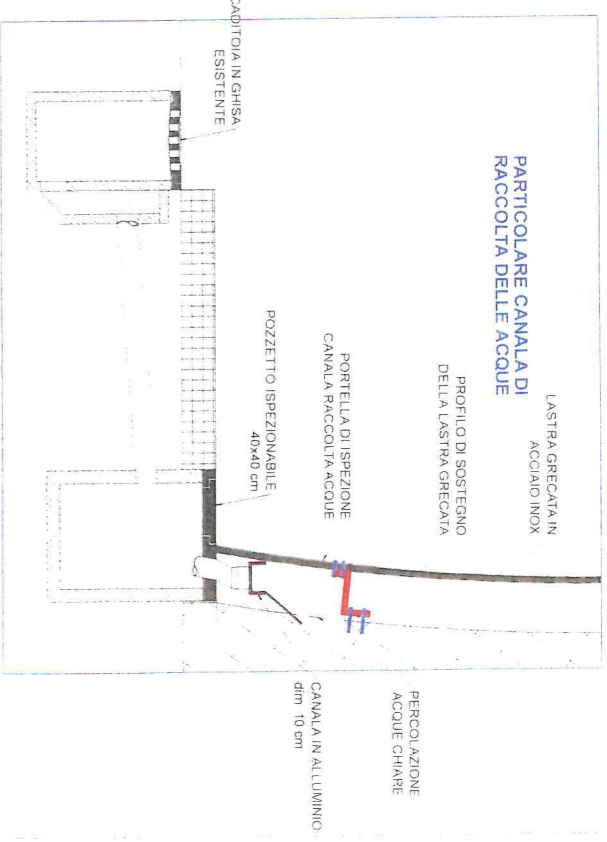 PARTICOLARE CANALA DI
RACCOLTA DELLE ACQUE
LASTRA GRECATA IN
ACCIAIO INOX
PROFILO DI SOSTEGNO
DELLA LASTRA GRECATA
PORTELLA DI ISPEZIONE
CANALA RACCOLTA ACQUE
POZZETTO ISPEZIONABILE
40x40 cm
CADITOIA IN GHISA
ESISTENTE
PERCOLAZIONE
ACQUE CHIARE
CANALA IN ALLUMINIO
dim. 10 cm